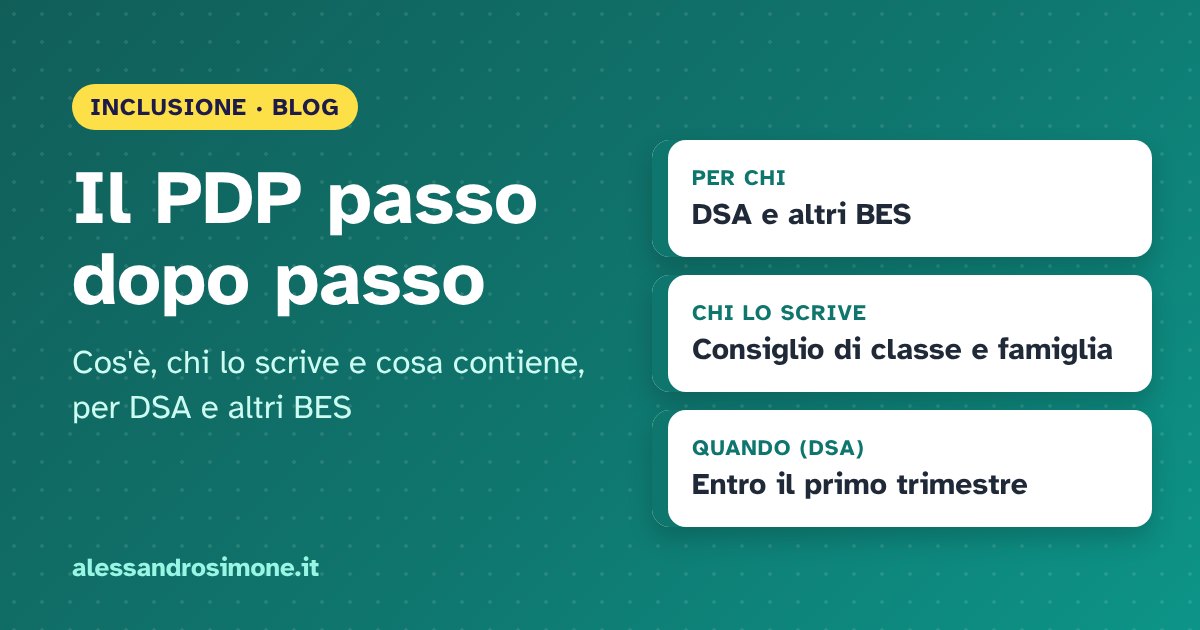 INCLUSIONE · BLOG
Il PDP passo
dopo passo
Cos'è, chi lo scrive e cosa contiene,
per DSA e altri BES
alessandrosimone.it
PER CHI
DSA e altri BES
CHI LO SCRIVE
Consiglio di classe e famiglia
QUANDO (DSA)
Entro il primo trimestre